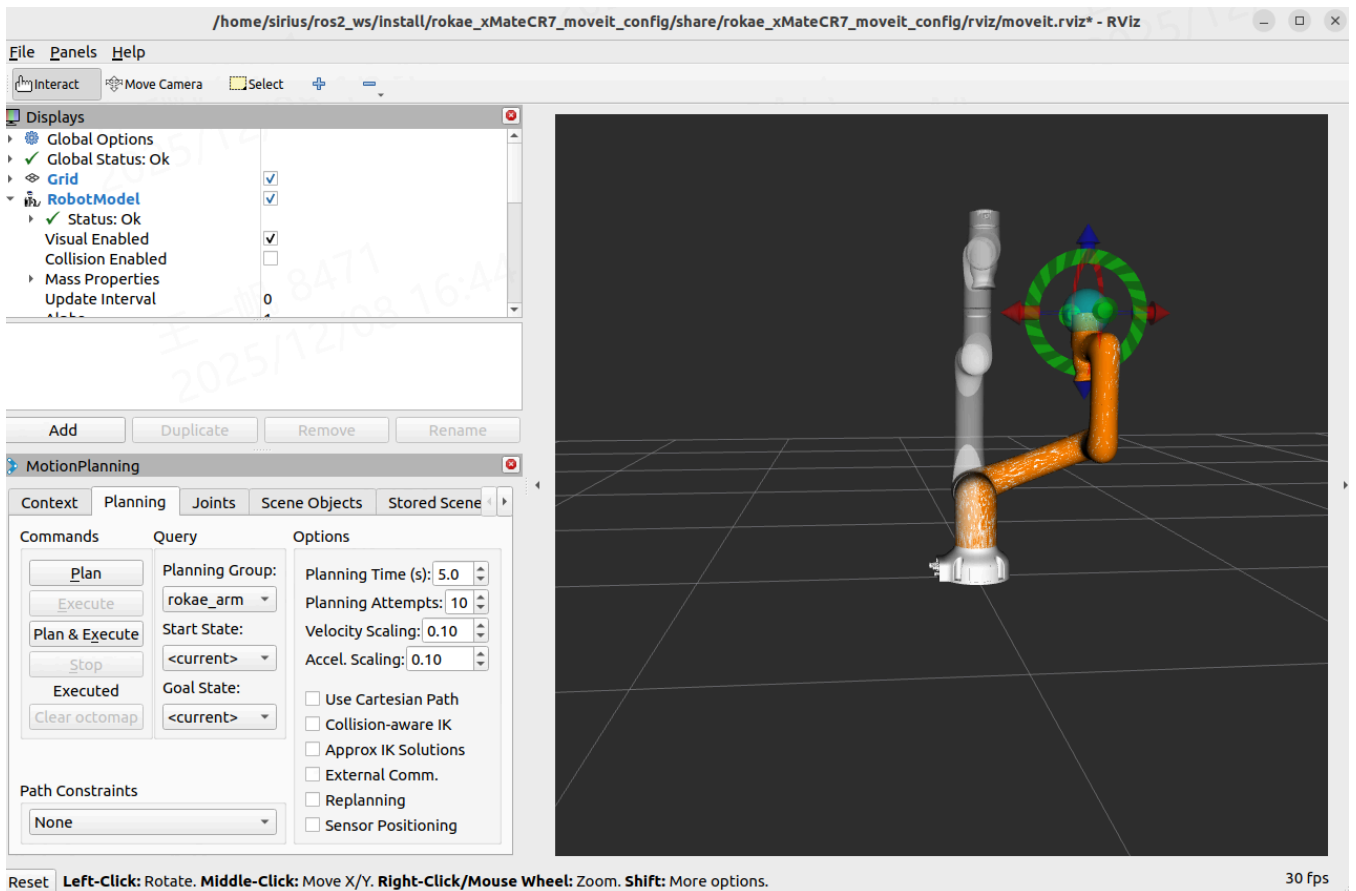 /home/sirius/ros2_ws/install/rokae_xMateCR7_moveit_config/share/rokae_xMateCR7_moveit_config/rviz/moveit.rviz* - RViz
File Panels Help
Interact Move Camera Select
Displays
Global Options
Global Status: Ok
Grid
RobotModel
Status: Ok
Visual Enabled
Collision Enabled
Mass Properties
Update Interval 0
8471
2025/12/08 16:44
Add Duplicate Remove Rename
MotionPlanning
Context Planning Joints Scene Objects Stored Scene
Commands Query Options
Plan Planning Group: Planning Time (s): 5.0
Execute rokae_arm Planning Attempts: 10
Plan & Execute Start State: Velocity Scaling: 0.10
Stop <current> Accel. Scaling: 0.10
Executed Goal State: Use Cartesian Path
Clear octomap <current> Collision-aware IK
Approx IK Solutions
External Comm.
Path Constraints Replanning
None Sensor Positioning
Reset Left-Click: Rotate. Middle-Click: Move X/Y. Right-Click/Mouse Wheel: Zoom. Shift: More options. 30 fps